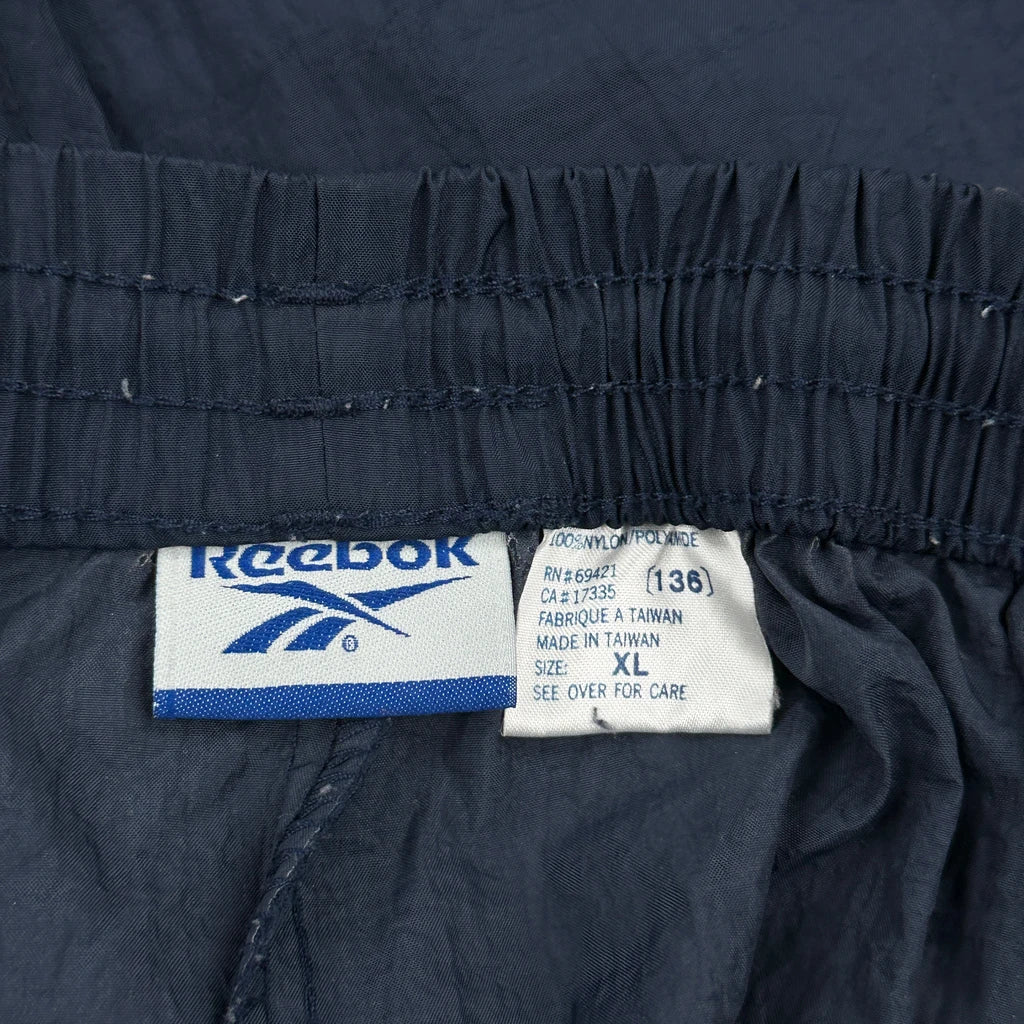 Reebok
®
100% NYLON/POLYAMIDE
RN# 69421
CA# 17335
(136)
FABRIQUE A TAIWAN
MADE IN TAIWAN
SIZE: XL
SEE OVER FOR CARE